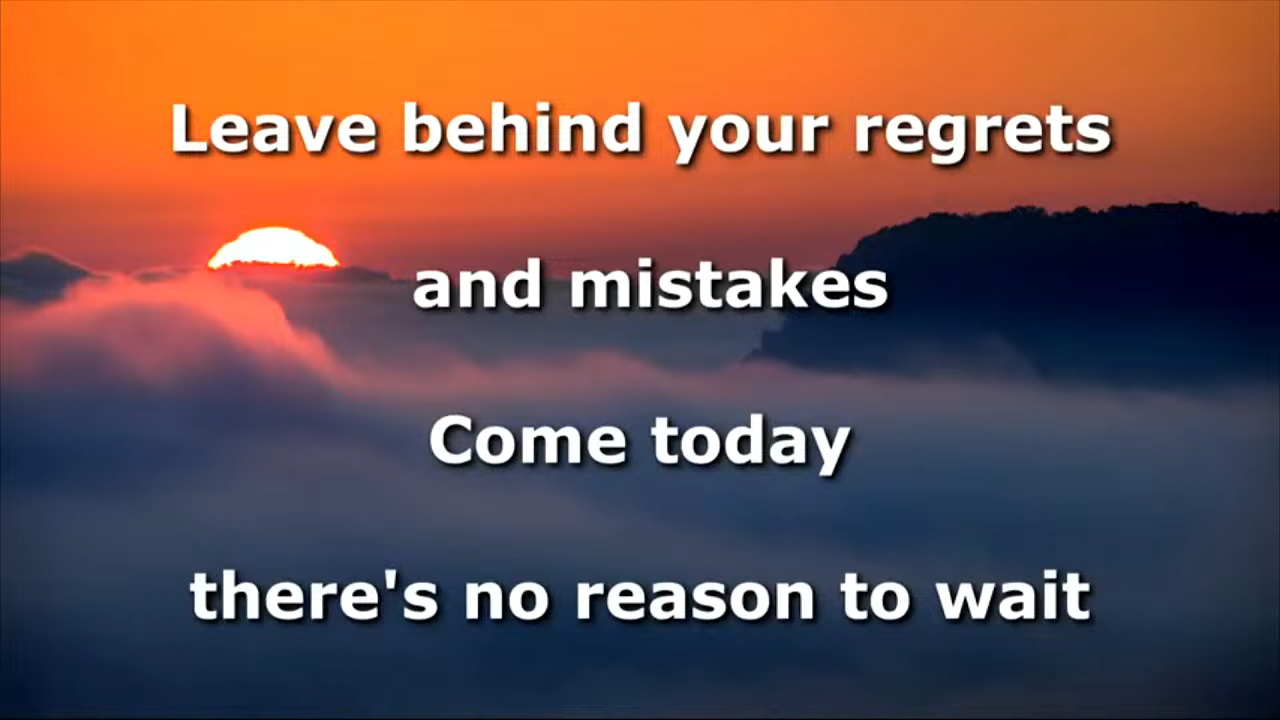 Leave behind your regrets
and mistakes
Come today
there's no reason to wait